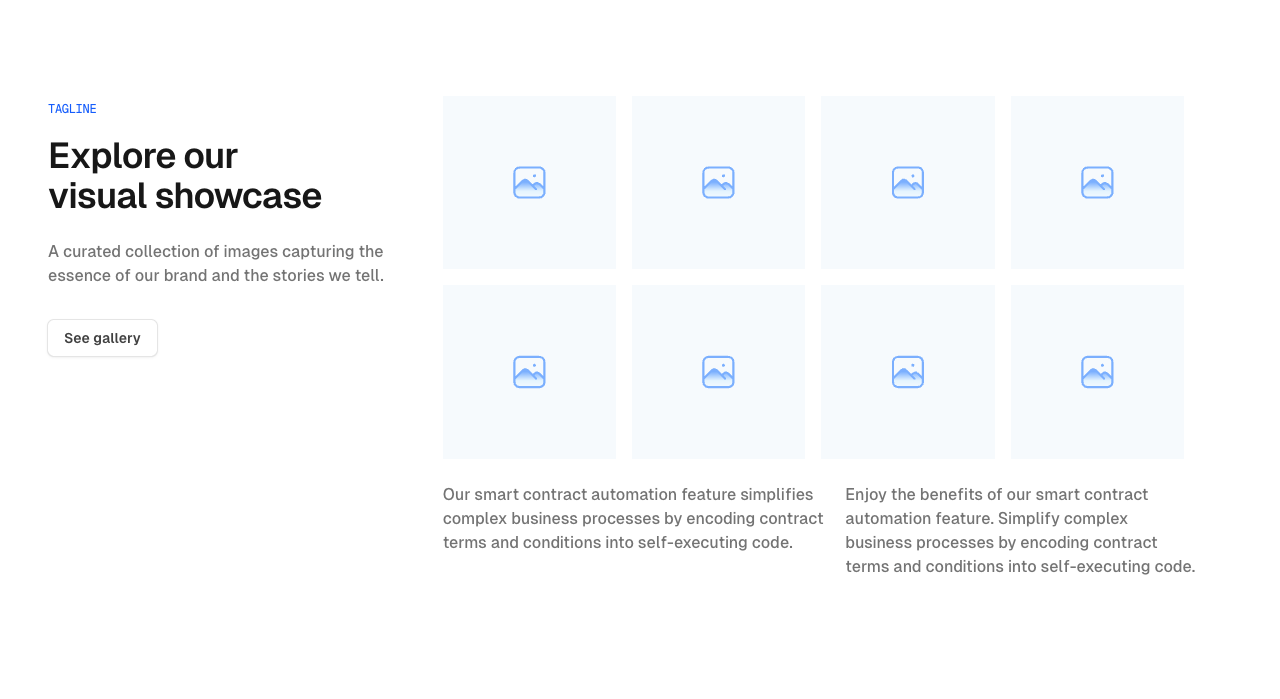 TAGLINE
Explore our
visual showcase
A curated collection of images capturing the
essence of our brand and the stories we tell.
See gallery
Our smart contract automation feature simplifies
complex business processes by encoding contract
terms and conditions into self-executing code.
Enjoy the benefits of our smart contract
automation feature. Simplify complex
business processes by encoding contract
terms and conditions into self-executing code.